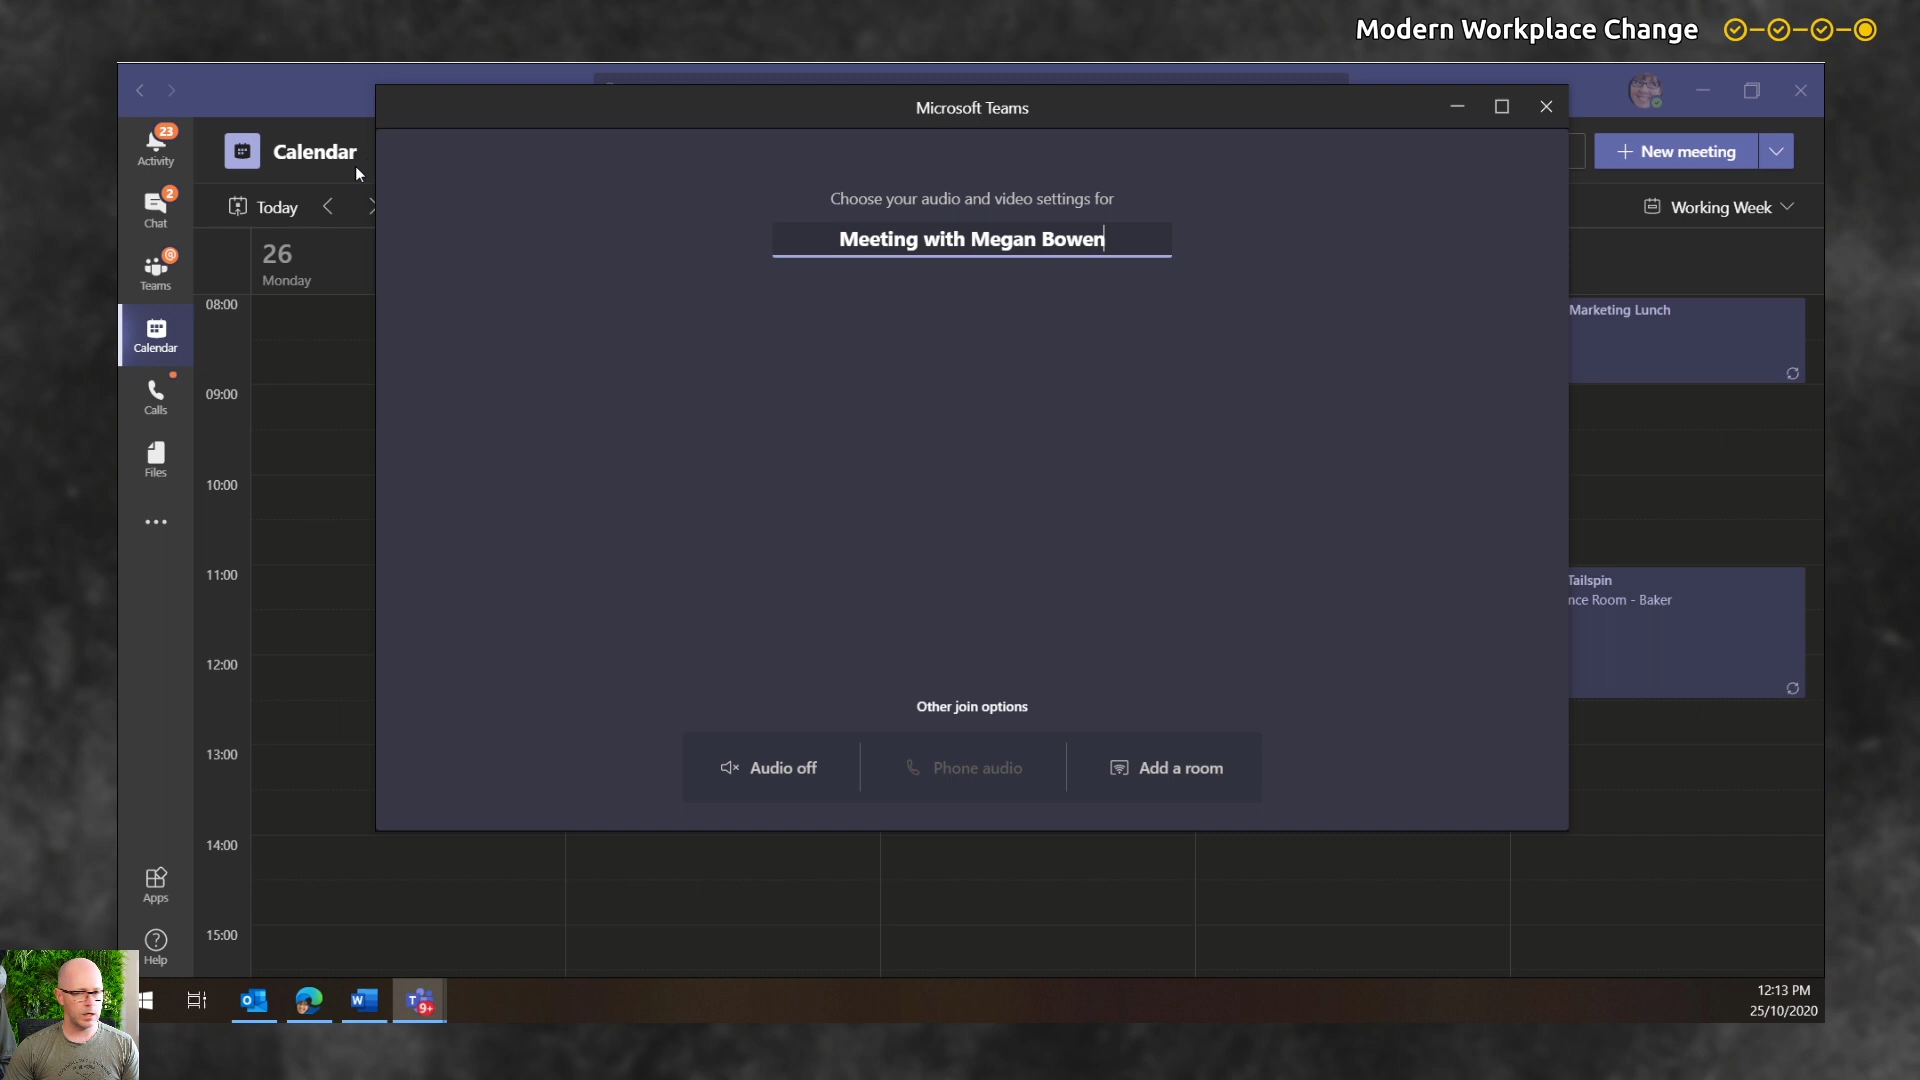 Modern Workplace Change
Microsoft Teams
23
Activity
Calendar
New meeting
2
Chat
Today
Working Week
Choose your audio and video settings for
Meeting with Megan Bowen
@
Teams
26
Monday
08:00
Marketing Lunch
Calendar
09:00
Calls
Files
10:00
11:00
Tailspin
nce Room - Baker
12:00
Other join options
13:00
Audio off
Phone audio
Add a room
14:00
Apps
15:00
Help
9+
12:13 PM
25/10/2020